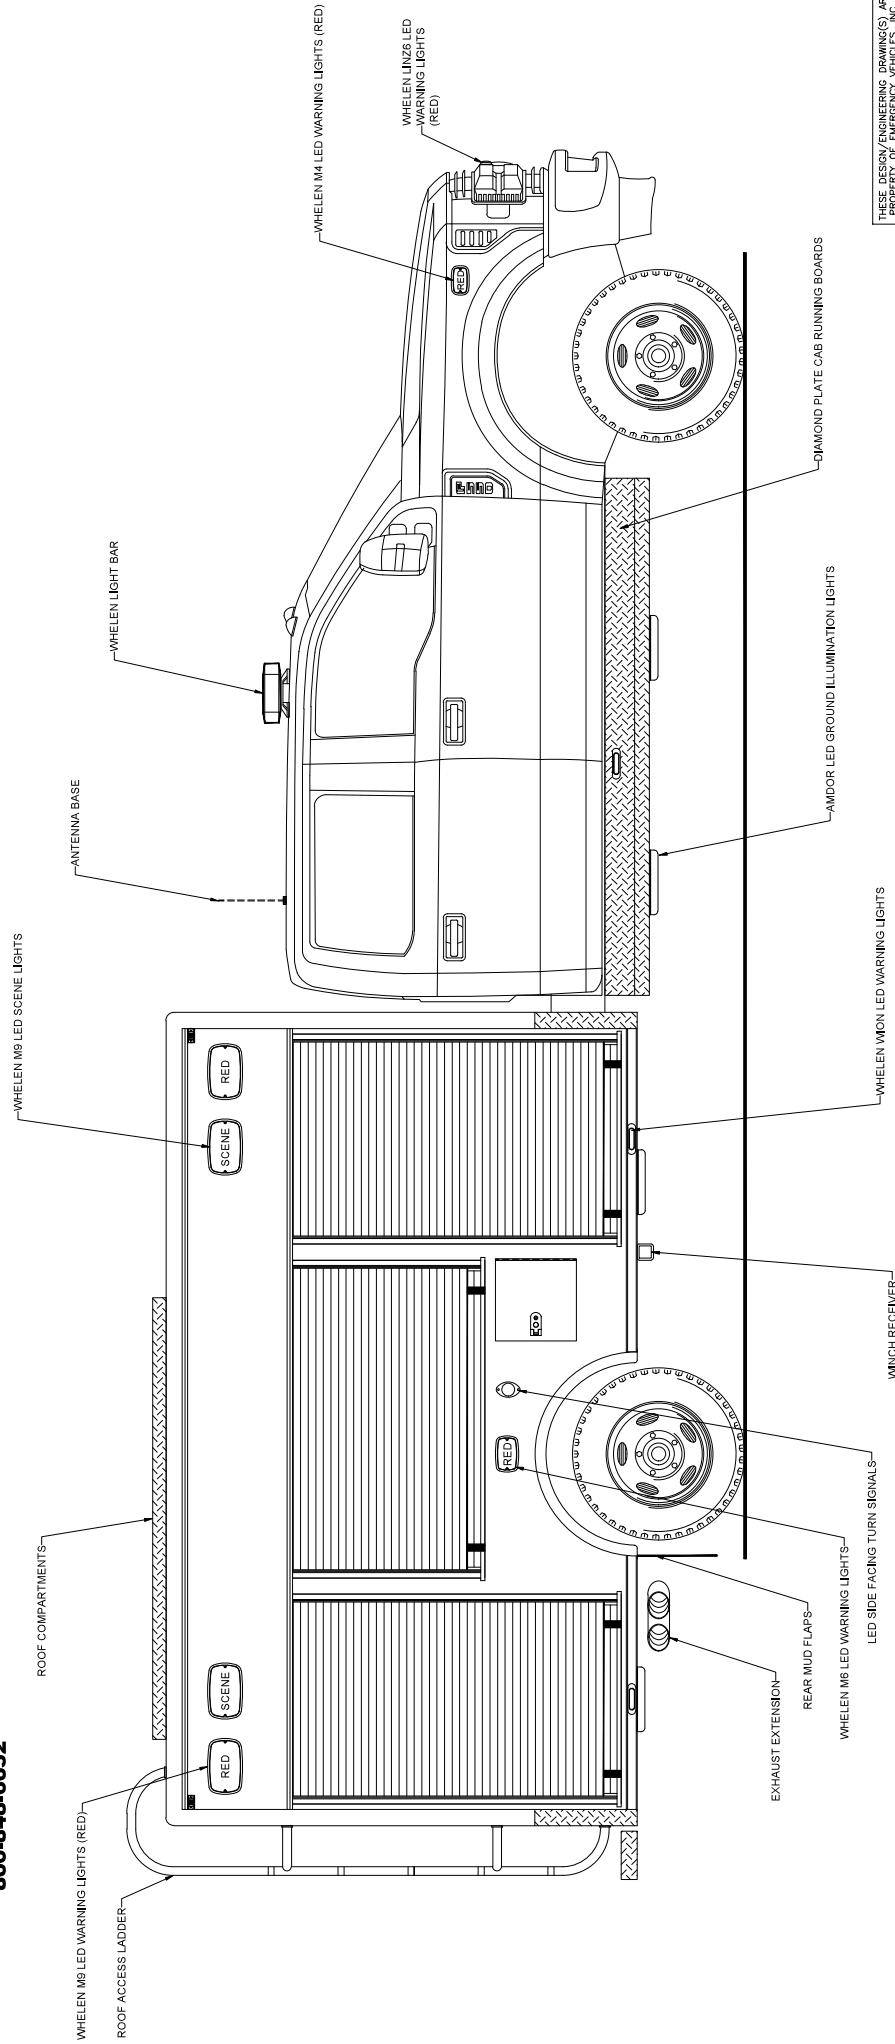 WHELEN M9 LED WARNING LIGHTS (RED)
ROOF ACCESS LADDER
ROOF COMPARTMENTS
WHELEN M9 LED SCENE LIGHTS
ANTENNA BASE
WHELEN LIGHT BAR
WHELEN M4 LED WARNING LIGHTS (RED)
WHELEN LINZ6 LED
WARNING LIGHTS
(RED)
RED
SCENE
SCENE
RED
RED
F550
RED
EXHAUST EXTENSION
REAR MUD FLAPS
WHELEN M6 LED WARNING LIGHTS
LED SIDE FACING TURN SIGNALS
WINCH RECEIVER
WHELEN WION LED WARNING LIGHTS
AMDOR LED GROUND ILLUMINATION LIGHTS
DIAMOND PLATE CAB RUNNING BOARDS
THESE DESIGN/ENGINEERING DRAWING(S) AR
PROPERTY OF EMERGENCY VEHICLES, INC.